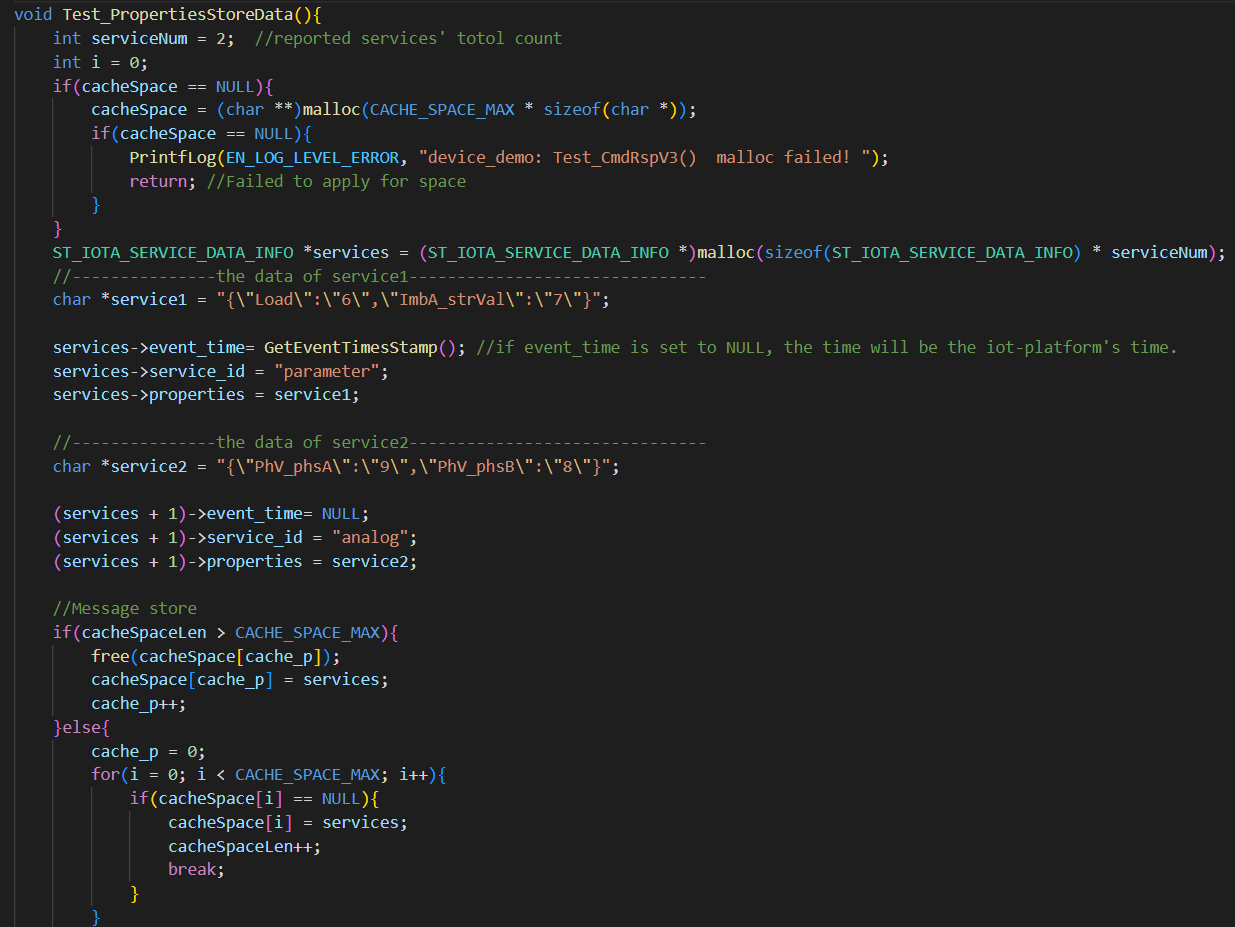 void Test_PropertiesStoreData(){
    int serviceNum = 2;  //reported services' totol count
    int i = 0;
    if(cacheSpace == NULL){
        cacheSpace = (char **)malloc(CACHE_SPACE_MAX * sizeof(char *));
        if(cacheSpace == NULL){
            PrintfLog(EN_LOG_LEVEL_ERROR, "device_demo: Test_CmdRspV3()  malloc failed! ");
            return; //Failed to apply for space
        }
    }
    ST_IOTA_SERVICE_DATA_INFO *services = (ST_IOTA_SERVICE_DATA_INFO *)malloc(sizeof(ST_IOTA_SERVICE_DATA_INFO) * serviceNum);
    //---------------the data of service1-------------------------------
    char *service1 = "{\"Load\":\"6\",\"ImbA_strVal\":\"7\"}";

    services->event_time= GetEventTimesStamp(); //if event_time is set to NULL, the time will be the iot-platform's time.
    services->service_id = "parameter";
    services->properties = service1;

    //---------------the data of service2-------------------------------
    char *service2 = "{\"PhV_phsA\":\"9\",\"PhV_phsB\":\"8\"}";

    (services + 1)->event_time= NULL;
    (services + 1)->service_id = "analog";
    (services + 1)->properties = service2;

    //Message store
    if(cacheSpaceLen > CACHE_SPACE_MAX){
        free(cacheSpace[cache_p]);
        cacheSpace[cache_p] = services;
        cache_p++;
    }else{
        cache_p = 0;
        for(i = 0; i < CACHE_SPACE_MAX; i++){
            if(cacheSpace[i] == NULL){
                cacheSpace[i] = services;
                cacheSpaceLen++;
                break;
            }
        }